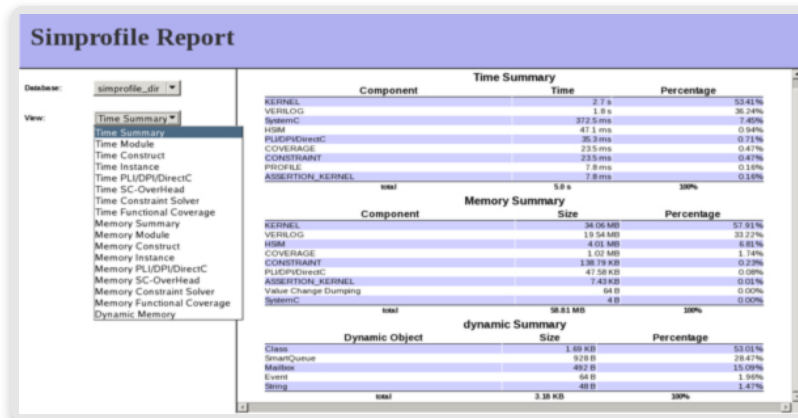 Simprofile Report
Database: simprofile_dir
View: Time Summary
Time Summary
Time Module
Time Construct
Time Instance
Time PLI/DPI/DirectC
Time SC-OverHead
Time Constraint Solver
Time Functional Coverage
Memory Summary
Memory Module
Memory Construct
Memory Instance
Memory PLI/DPI/DirectC
Memory SC-OverHead
Memory Constraint Solver
Memory Functional Coverage
Dynamic Memory
Time Summary
Component Time Percentage
KERNEL 2.7 s 53.41%
VERILOG 1.8 s 36.24%
SystemC 372.5 ms 7.45%
HSIM 47.1 ms 0.94%
PLI/DPI/DirectC 35.3 ms 0.71%
COVERAGE 23.5 ms 0.47%
CONSTRAINT 23.5 ms 0.47%
PROFILE 7.8 ms 0.16%
ASSERTION_KERNEL 7.8 ms 0.16%
total 5.0 s 100%
Memory Summary
Component Size Percentage
KERNEL 34.06 MB 57.91%
VERILOG 19.54 MB 33.22%
HSIM 4.01 MB 6.81%
COVERAGE 1.02 MB 1.74%
CONSTRAINT 138.79 KB 0.23%
PLI/DPI/DirectC 47.58 KB 0.08%
ASSERTION_KERNEL 7.43 KB 0.01%
Value Change Dumping 64 B 0.00%
SystemC 4 B 0.00%
total 58.81 MB 100%
dynamic Summary
Dynamic Object Size Percentage
Class 1.69 KB 53.01%
SmartQueue 928 B 28.47%
Mailbox 492 B 15.09%
Event 64 B 1.96%
String 48 B 1.47%
total 3.18 KB 100%